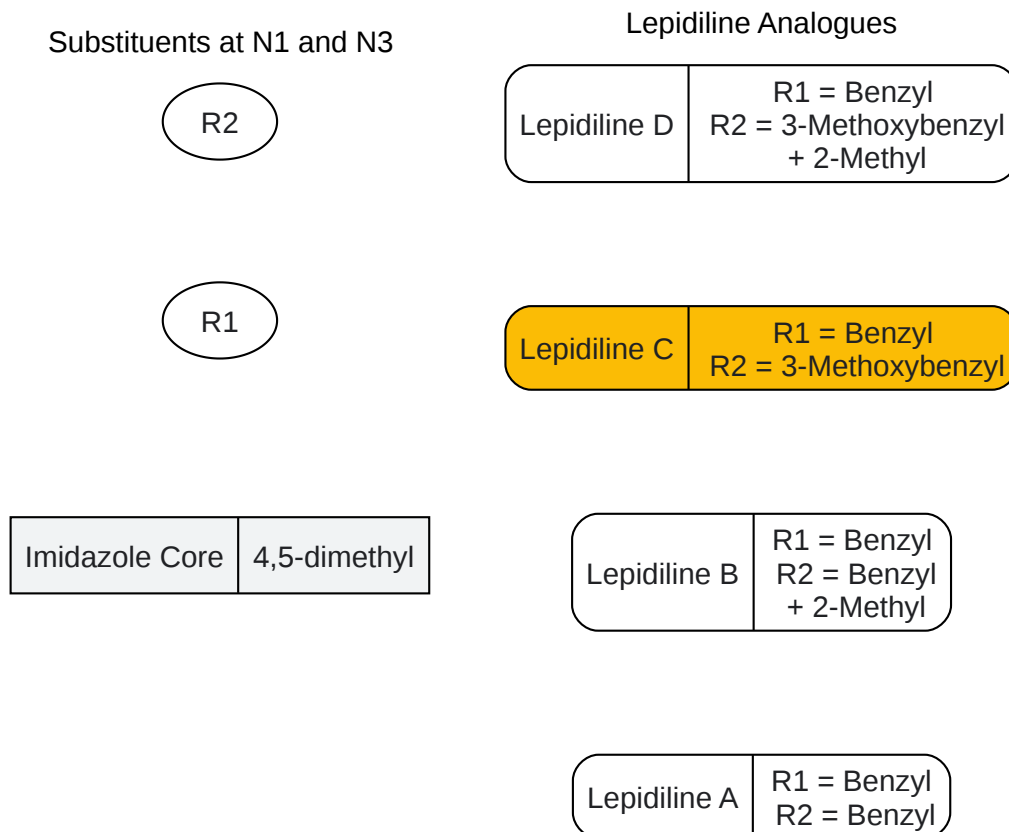 Substituents at N1 and N3
R2
R1
Imidazole Core
4,5-dimethyl
Lepidiline Analogues
Lepidiline D
R1 = Benzyl
R2 = 3-Methoxybenzyl
+ 2-Methyl
Lepidiline C
R1 = Benzyl
R2 = 3-Methoxybenzyl
Lepidiline B
R1 = Benzyl
R2 = Benzyl
+ 2-Methyl
Lepidiline A
R1 = Benzyl
R2 = Benzyl